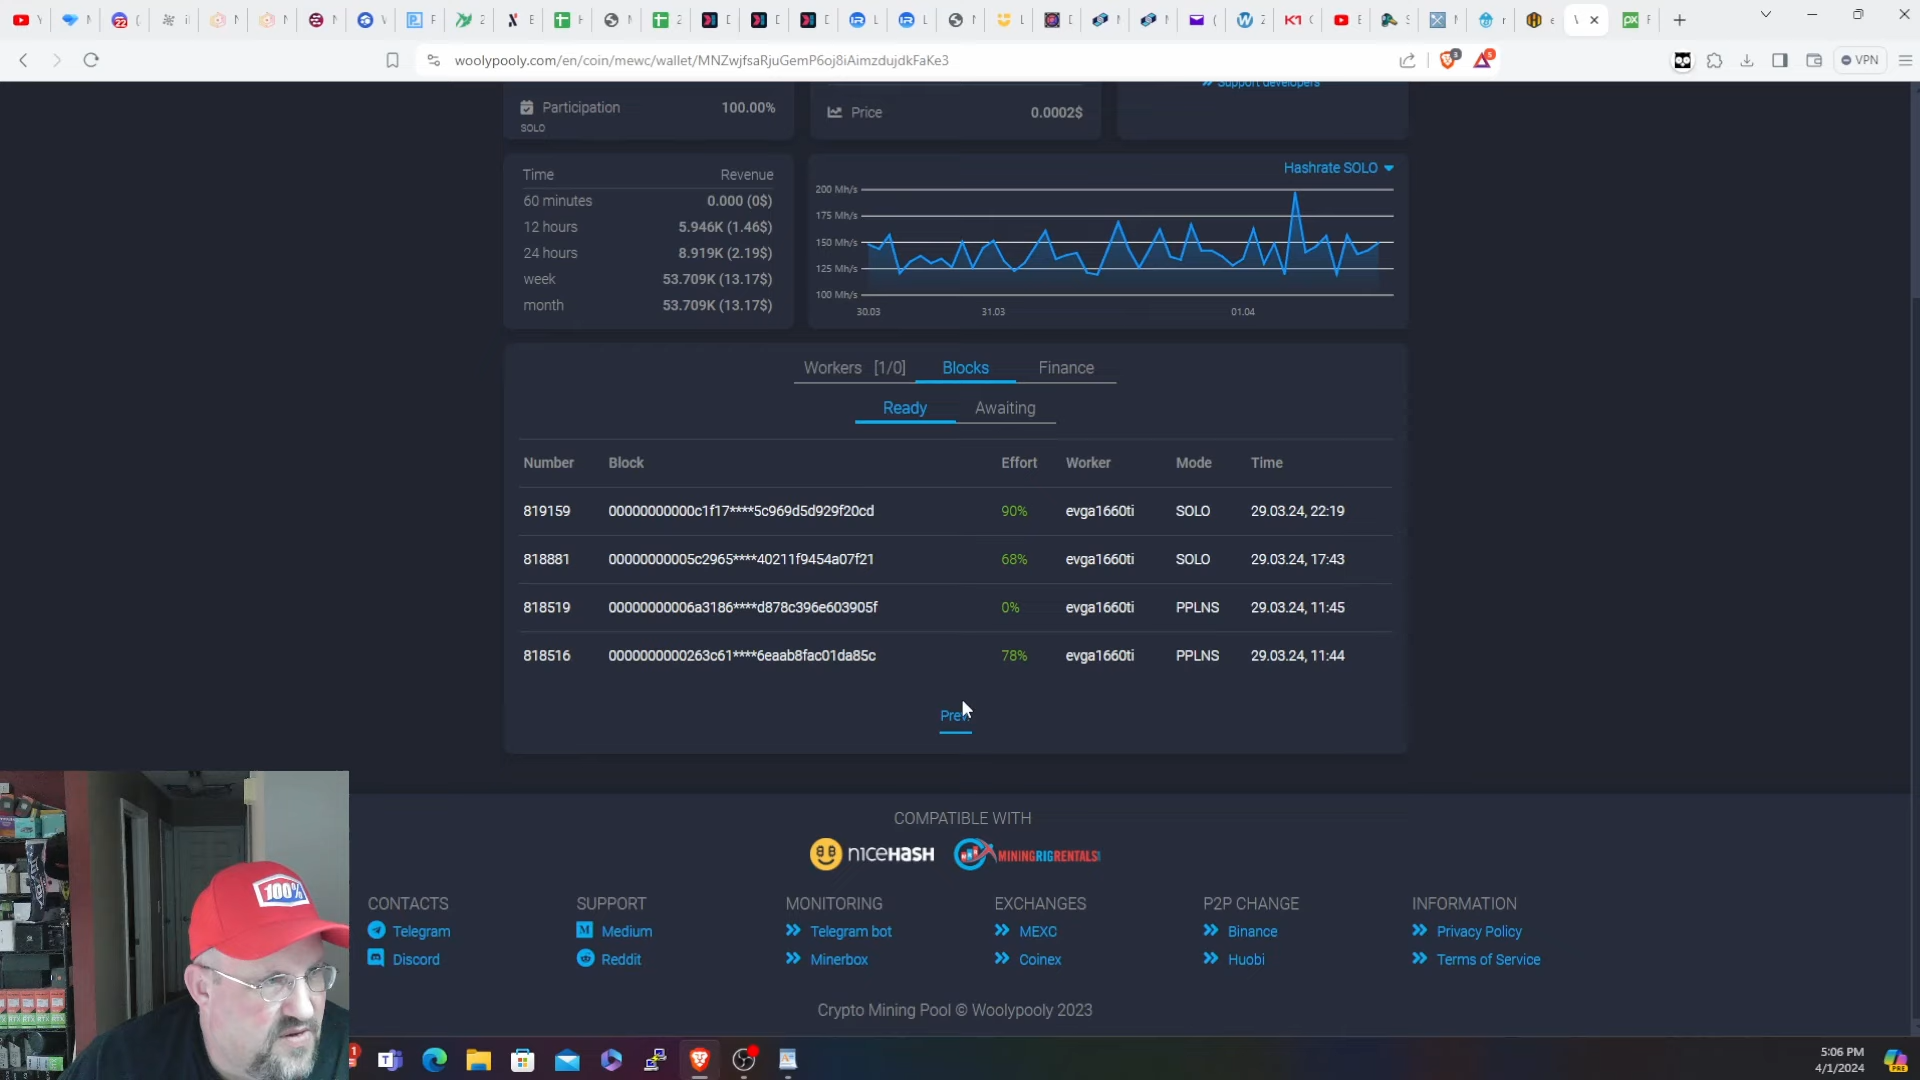 22
woolypooly.com/en/coin/mewc/wallet/MNZwjfsaRjuGemP6oj8iAimzdujdkFaKe3
3
5
VPN
Support developers
Participation 100.00%
SOLO
Price 0.0002$
Time Revenue
60 minutes 0.000 (0$)
12 hours 5.946K (1.46$)
24 hours 8.919K (2.19$)
week 53.709K (13.17$)
month 53.709K (13.17$)
Hashrate SOLO
200 Mh/s
175 Mh/s
150 Mh/s
125 Mh/s
100 Mh/s
30.03 31.03 01.04
Workers [1/0] Blocks Finance
Ready Awaiting
Number Block Effort Worker Mode Time
819159 00000000000c1f17****5c969d5d929f20cd 90% evga1660ti SOLO 29.03.24, 22:19
818881 00000000005c2965****40211f9454a07f21 68% evga1660ti SOLO 29.03.24, 17:43
818519 00000000006a3186****d878c396e603905f 0% evga1660ti PPLNS 29.03.24, 11:45
818516 0000000000263c61****6eaab8fac01da85c 78% evga1660ti PPLNS 29.03.24, 11:44
COMPATIBLE WITH
NICEHASH MININGRIGRENTALS
CONTACTS SUPPORT MONITORING EXCHANGES P2P CHANGE INFORMATION
Telegram Medium Telegram bot MEXC Binance Privacy Policy
Discord Reddit Minerbox Coinex Huobi Terms of Service
Crypto Mining Pool © Woolypooly 2023
100%
5:06 PM
4/1/2024